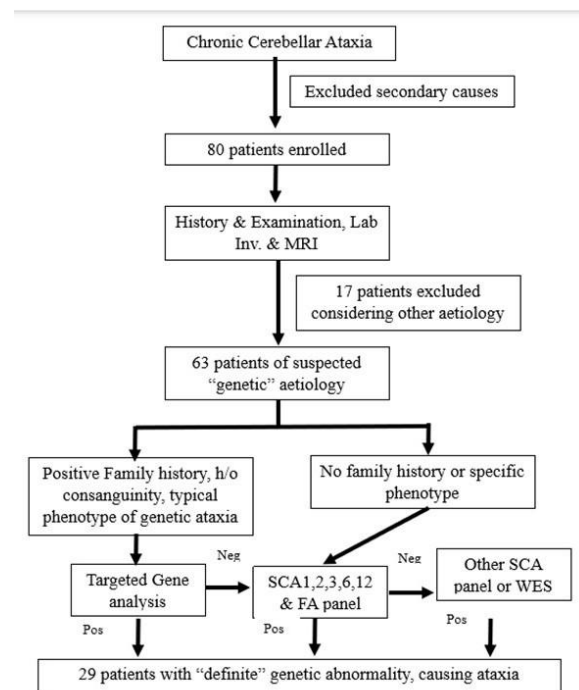 Chronic Cerebellar Ataxia
Excluded secondary causes
80 patients enrolled
History & Examination, Lab
Inv. & MRI
17 patients excluded
considering other aetiology
63 patients of suspected
“genetic” aetiology
Positive Family history, h/o
consanguinity, typical
phenotype of genetic ataxia
No family history or specific
phenotype
Neg
Neg
Targeted Gene
analysis
SCA1,2,3,6,12
& FA panel
Other SCA
panel or WES
Pos
Pos
Pos
29 patients with “definite” genetic abnormality, causing ataxia